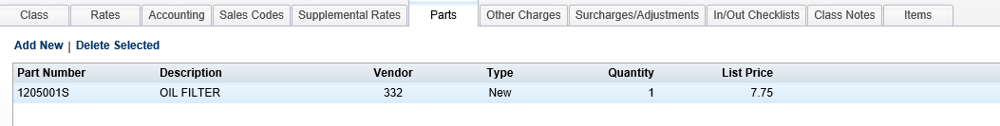 Class Rates Accounting Sales Codes Supplemental Rates Parts Other Charges Surcharges/Adjustments In/Out Checklists Class Notes Items
Add New | Delete Selected
Part Number Description Vendor Type Quantity List Price
1205001S OIL FILTER 332 New 1 7.75